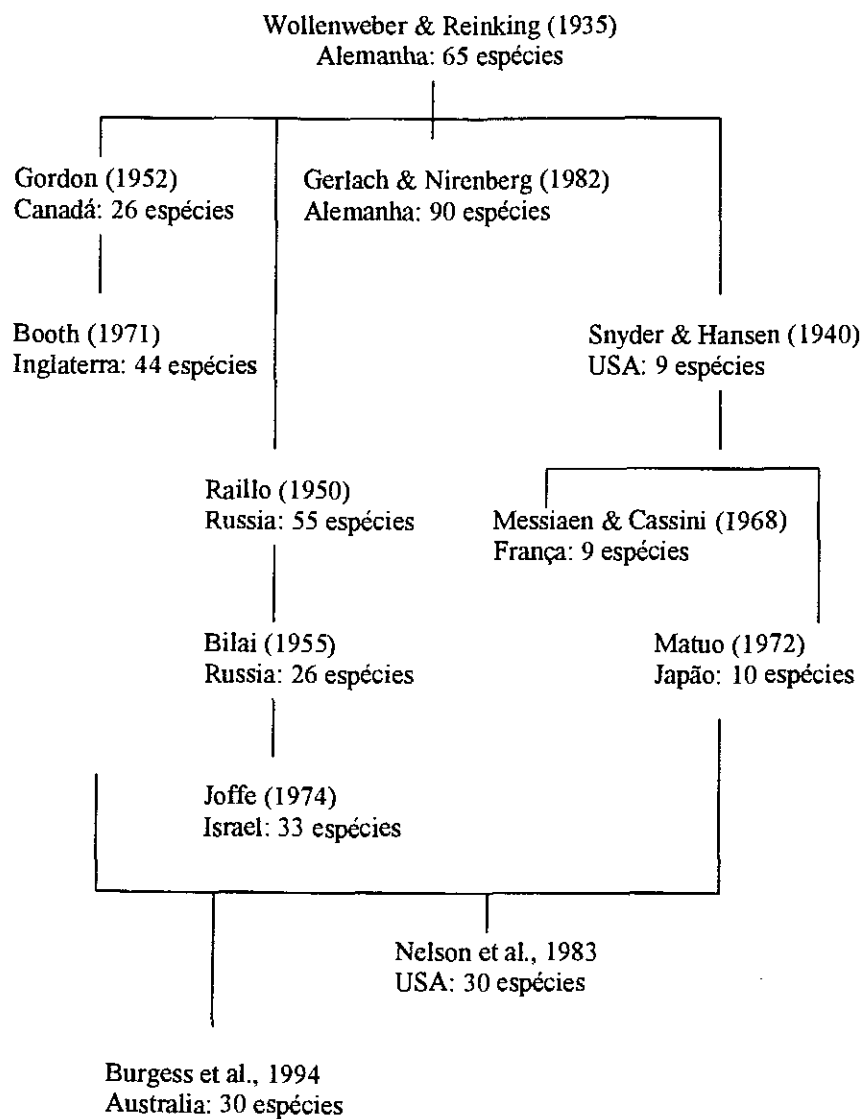 Wollenweber & Reinking (1935)
Alemanha: 65 espécies
Gordon (1952)
Canadá: 26 espécies
Gerlach & Nirenberg (1982)
Alemanha: 90 espécies
Booth (1971)
Inglaterra: 44 espécies
Snyder & Hansen (1940)
USA: 9 espécies
Raillo (1950)
Russia: 55 espécies
Messiaen & Cassini (1968)
França: 9 espécies
Bilai (1955)
Russia: 26 espécies
Matuo (1972)
Japão: 10 espécies
Joffe (1974)
Israel: 33 espécies
Nelson et al., 1983
USA: 30 espécies
Burgess et al., 1994
Australia: 30 espécies